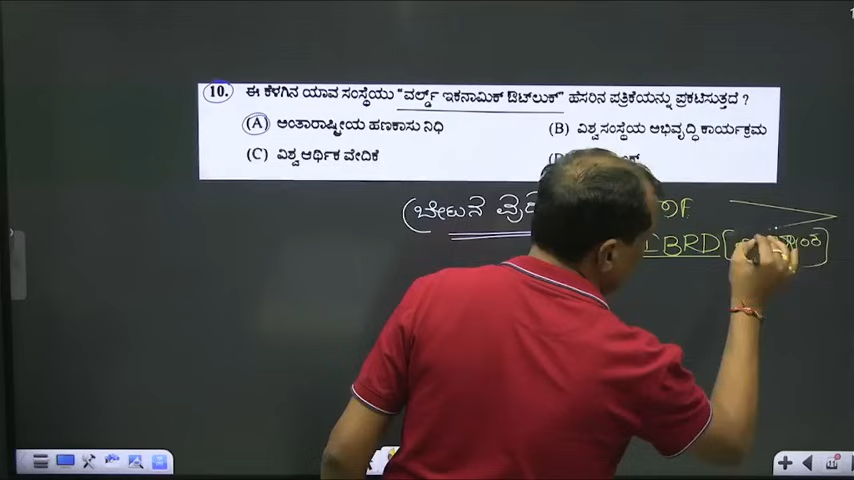 10. ಈ ಕೆಳಗಿನ ಯಾವ ಸಂಸ್ಥೆಯು "ವರ್ಲ್ಡ್ ಇಕನಾಮಿಕ್ ಔಟ್‌ಲುಕ್" ಹೆಸರಿನ ಪತ್ರಿಕೆಯನ್ನು ಪ್ರಕಟಿಸುತ್ತದೆ ?
(A) ಅಂತಾರಾಷ್ಟ್ರೀಯ ಹಣಕಾಸು ನಿಧಿ (B) ವಿಶ್ವಸಂಸ್ಥೆಯ ಅಭಿವೃದ್ಧಿ ಕಾರ್ಯಕ್ರಮ
(C) ವಿಶ್ವ ಆರ್ಥಿಕ ವೇದಿಕೆ
IBRD